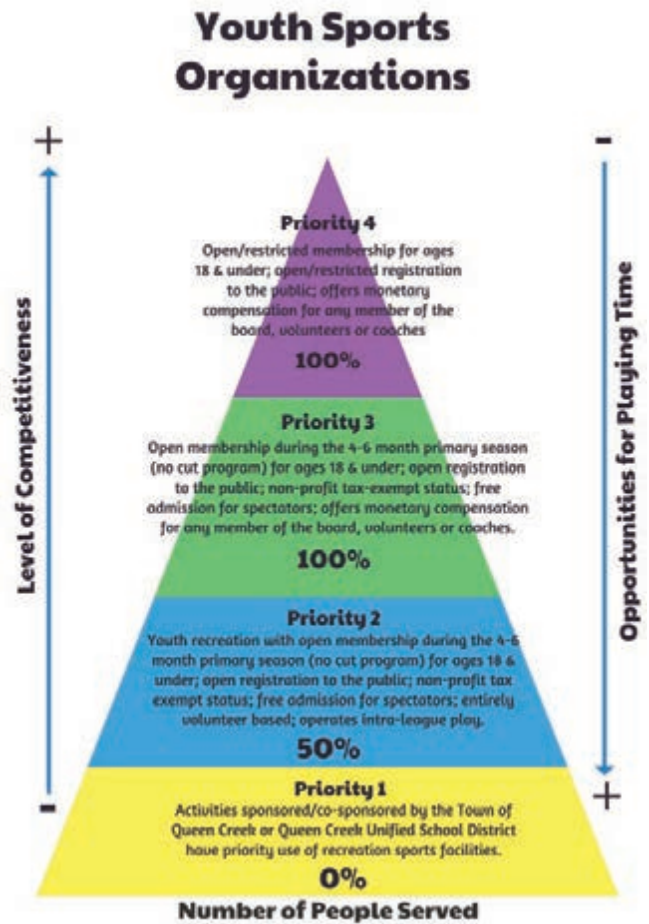 Youth Sports
Organizations
+
-
Priority 4
Open/restricted membership for ages
18 & under; open/restricted registration
to the public; offers monetary
compensation for any member of the
board, volunteers or coaches
100%
Level of Competitiveness
Opportunities for Playing Time
Priority 3
Open membership during the 4-6 month primary season
(no cut program) for ages 18 & under; open registration
to the public; non-profit tax-exempt status; free
admission for spectators; offers monetary compensation
for any member of the board, volunteers or coaches.
100%
Priority 2
Youth recreation with open membership during the 4-6
month primary season (no cut program) for ages 18 &
under; open registration to the public; non-profit tax
exempt status; free admission for spectators; entirely
volunteer based; operates intra-league play.
50%
-
+
Priority 1
Activities sponsored/co-sponsored by the Town of
Queen Creek or Queen Creek Unified School District
have priority use of recreation sports facilities.
0%
Number of People Served